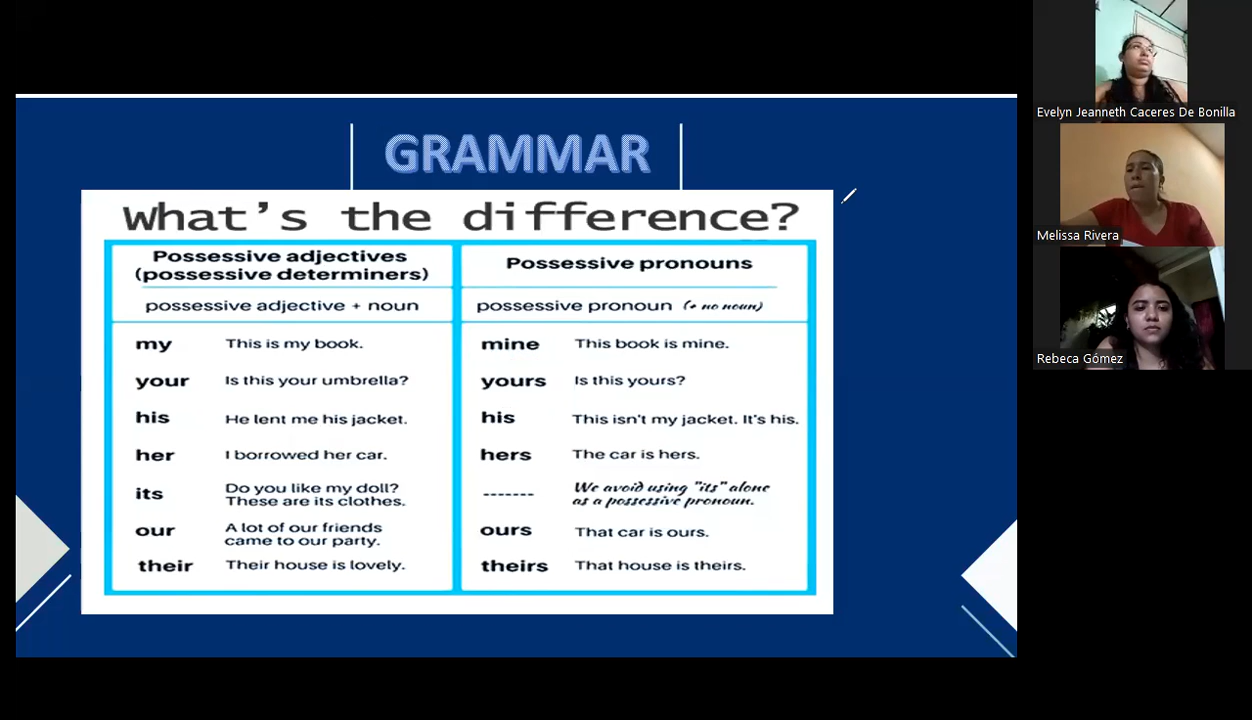 GRAMMAR
What's the difference?
Possessive adjectives
(possessive determiners)
Possessive pronouns
possessive adjective + noun
possessive pronoun (+ no noun)
my This is my book.
mine This book is mine.
your Is this your umbrella?
yours Is this yours?
his He lent me his jacket.
his This isn't my jacket. It's his.
her I borrowed her car.
hers The car is hers.
its Do you like my doll?
These are its clothes.
------- We avoid using "its" alone
as a possessive pronoun.
our A lot of our friends
came to our party.
ours That car is ours.
their Their house is lovely.
theirs That house is theirs.
Evelyn Jeanneth Caceres De Bonilla
Melissa Rivera
Rebeca Gómez